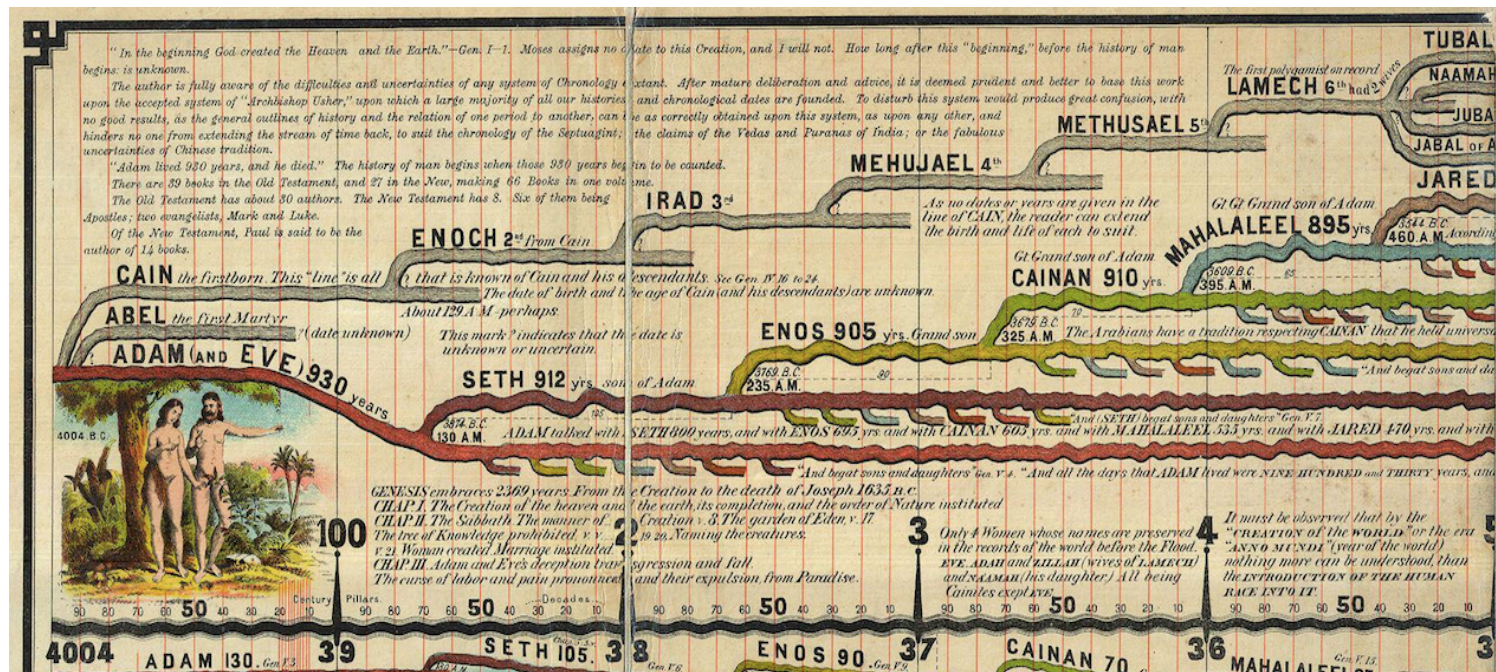 "In the beginning God created the Heaven and the Earth."—Gen. I—1. Moses assigns no date to this Creation, and I will not. How long after this "beginning," before the history of man
begins: is unknown.
The author is fully aware of the difficulties and uncertainties of any system of Chronology extant. After mature deliberation and advice, it is deemed prudent and better to base this work
upon the accepted system of "Archbishop Usher," upon which a large majority of all our histories and chronological dates are founded. To disturb this system would produce great confusion, with
no good results, as the general outlines of history and the relation of one period to another, can be as correctly obtained upon this system, as upon any other, and
hinders no one from extending the stream of time back, to suit the chronology of the Septuagint; the claims of the Vedas and Puranas of India; or the fabulous
uncertainties of Chinese tradition.
"Adam lived 930 years, and he died." The history of man begins when those 930 years begin to be counted.
There are 39 books in the Old Testament, and 27 in the New, making 66 Books in one volume.
The Old Testament has about 30 authors. The New Testament has 8. Six of them being
Apostles; two evangelists, Mark and Luke.
Of the New Testament, Paul is said to be the
author of 14 books.
TUBAL
NAAMAH
JUBA
JABAL OF A
The first polygamist on record
LAMECH 6th had 2 wives
METHUSAEL 5th
MEHUJAEL 4th
IRAD 3rd
ENOCH 2nd from Cain
As no dates or years are given in the
line of CAIN, the reader can extend
the birth and life of each to suit.
CAIN the firstborn. This "line" is all that is known of Cain and his descendants. See Gen. IV. 16 to 24.
The date of birth and the age of Cain (and his descendants) are unknown.
About 129 A.M. perhaps.
ABEL the first Martyr
? (date unknown)
This mark ? indicates that the date is
unknown or uncertain.
JARED
Gt Gt Grand son of Adam
3544 B.C.
460 A.M. According
MAHALALEEL 895 yrs.
3609 B.C. 65
395 A.M.
Gt Grand son of Adam
CAINAN 910 yrs.
3679 B.C. 70
325 A.M.
The Arabians have a tradition respecting CAINAN that he held universa
ENOS 905 yrs. Grand son
3769 B.C. 90
235 A.M.
"And begat sons and da
ADAM (AND EVE) 930 years
SETH 912 yrs son of Adam
3874 B.C. 105
130 A.M.
"And (SETH) begat sons and daughters" Gen. V. 7.
ADAM talked with SETH 800 years, and with ENOS 695 yrs. and with CAINAN 605 yrs. and with MAHALALEEL 535 yrs. and with JARED 470 yrs. and with
"And begat sons and daughters" Gen. V. 4. "And all the days that ADAM lived were NINE HUNDRED and THIRTY years, and
4004 B.C.
GENESIS embraces 2369 years. From the Creation to the death of Joseph 1635 B.C.
CHAP I. The Creation of the heaven and the earth, its completion, and the order of Nature instituted
CHAP II. The Sabbath. The manner of Creation v. 8. The garden of Eden, v. 17.
The tree of Knowledge prohibited. v. v. 19 20. Naming the creatures.
v. 21. Woman created Marriage instituted
CHAP III. Adam and Eve's deception transgression and fall.
The curse of labor and pain pronounced and their expulsion from Paradise.
Only 4 Women whose names are preserved
in the records of the world before the Flood.
EVE, ADAH and ZILLAH (wives of LAMECH)
and NAAMAH (his daughter) All being
Cainites exept EVE.
It must be observed that by the
"CREATION of the WORLD" or the era
"ANNO MUNDI" (year of the world)
nothing more can be understood, than
the INTRODUCTION OF THE HUMAN
RACE INTO IT.
100 2 3 4 5
Century Pillars. Decades
90 80 70 60 50 40 30 20 10 90 80 70 60 50 40 30 20 10 90 80 70 60 50 40 30 20 10 90 80 70 60 50 40 30 20 10 90 80 70 60 50 40 30 20 10
4004 39 38 37 36 3
ADAM 130. Gen V.3
SETH 105.
130 A.M.
ENOS 90. Gen V.9.
Gen V.6
CAINAN 70
MAHALALEEL
Gen V.15.